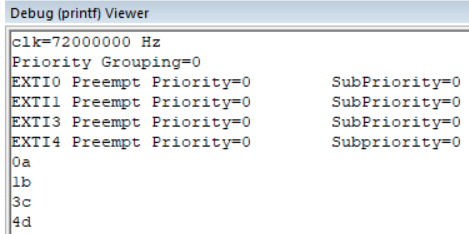 Debug (printf) Viewer
clk=72000000 Hz
Priority Grouping=0
EXTI0 Preempt Priority=0 SubPriority=0
EXTI1 Preempt Priority=0 SubPriority=0
EXTI3 Preempt Priority=0 Subpriority=0
EXTI4 Preempt Priority=0 Subpriority=0
0a
1b
3c
4d